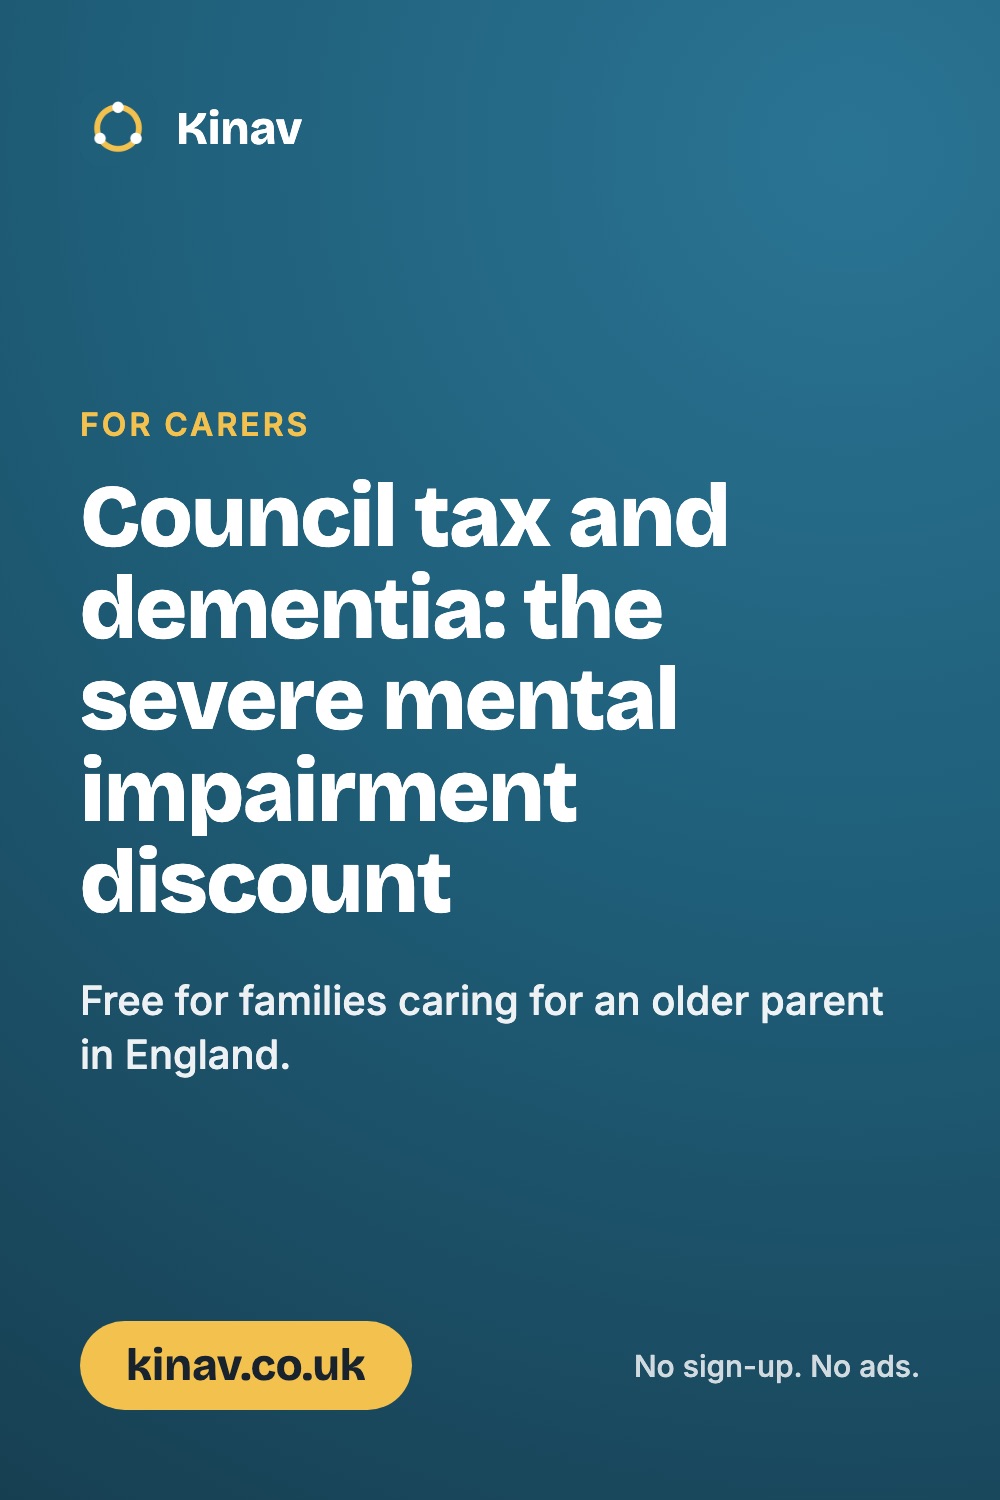 Kinav
FOR CARERS
Council tax and
dementia: the
severe mental
impairment
discount
Free for families caring for an older parent
in England.
kinav.co.uk
No sign-up. No ads.